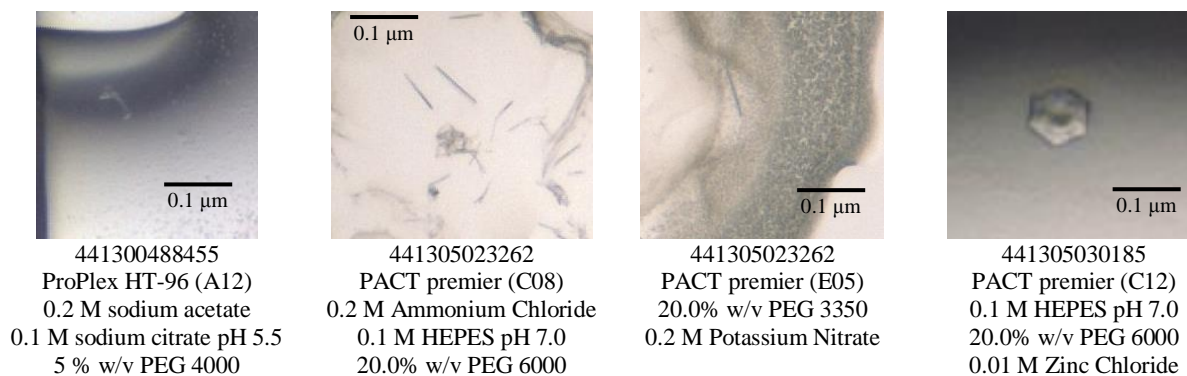 0.1 μm
0.1 μm
0.1 μm
0.1 μm
441300488455
ProPlex HT-96 (A12)
0.2 M sodium acetate
0.1 M sodium citrate pH 5.5
5 % w/v PEG 4000
441305023262
PACT premier (C08)
0.2 M Ammonium Chloride
0.1 M HEPES pH 7.0
20.0% w/v PEG 6000
441305023262
PACT premier (E05)
20.0% w/v PEG 3350
0.2 M Potassium Nitrate
441305030185
PACT premier (C12)
0.1 M HEPES pH 7.0
20.0% w/v PEG 6000
0.01 M Zinc Chloride